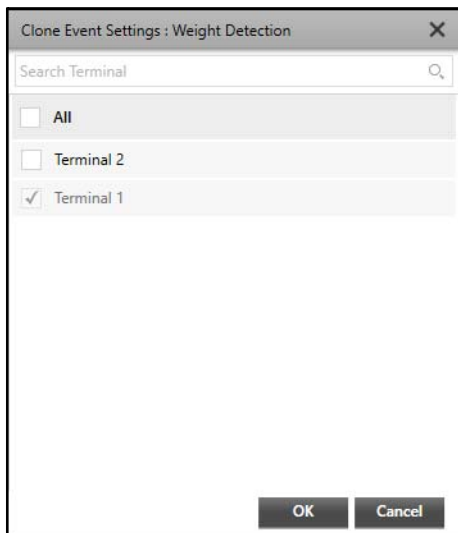 Clone Event Settings : Weight Detection
Search Terminal
All
Terminal 2
Terminal 1
OK Cancel